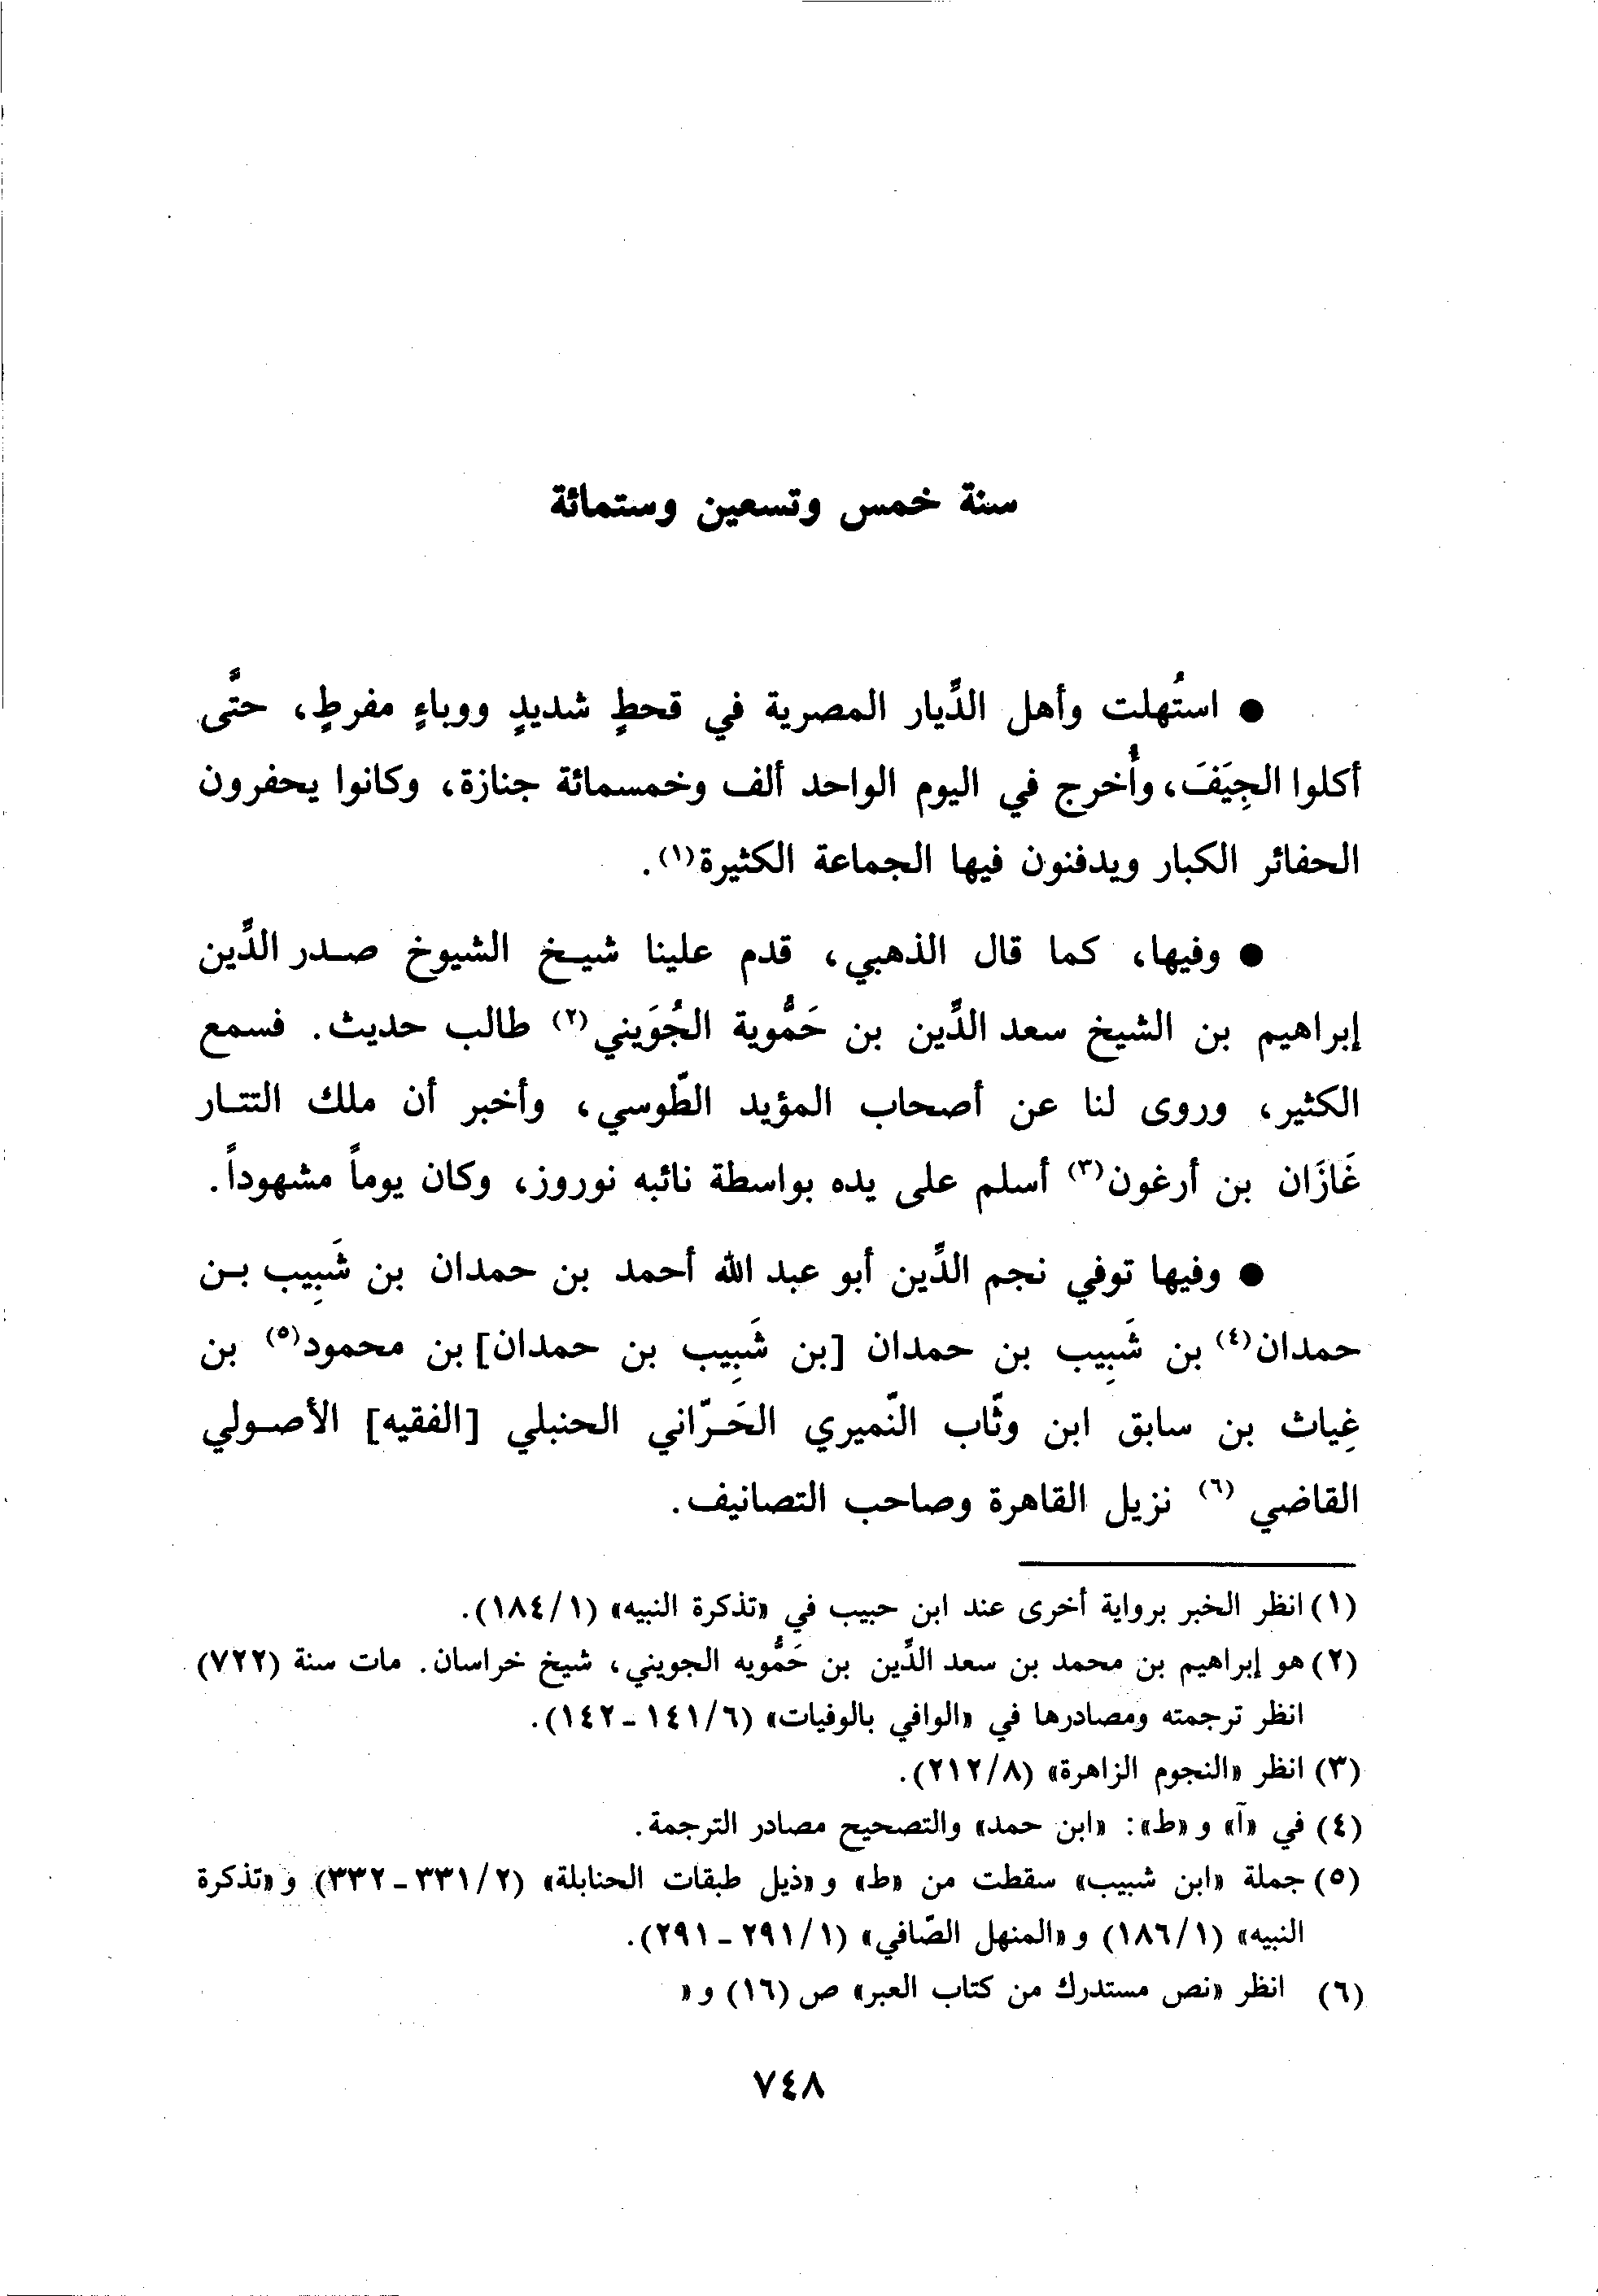 سنة خمس وتسعين وستمائة
● استُهلت وأهل الدِّيار المصرية في قحطٍ شديدٍ ووباءٍ مفرطٍ، حتَّى
أكلوا الجِيَفَ، وأُخرج في اليوم الواحد ألف وخمسمائة جنازة، وكانوا يحفرون
الحفائر الكبار ويدفنون فيها الجماعة الكثيرة(١).
● وفيها، كما قال الذهبي، قدم علينا شيخ الشيوخ صدر الدِّين
إبراهيم بن الشيخ سعد الدِّين بن حَمُّوية الجُوَيني(٢) طالب حديث. فسمع
الكثير، وروى لنا عن أصحاب المؤيد الطّوسي، وأخبر أن ملك التتار
غَازَان بن أرغون(٣) أسلم على يده بواسطة نائبه نوروز، وكان يوماً مشهوداً.
● وفيها توفي نجم الدِّين أبو عبد الله أحمد بن حمدان بن شَبِيب بن
حمدان(٤) بن شَبِيب بن حمدان [بن شَبِيب بن حمدان] بن محمود(٥) بن
غِياث بن سابق ابن وثّاب النّميري الحَرّاني الحنبلي [الفقيه] الأصولي
القاضي (٦) نزيل القاهرة وصاحب التصانيف.
(١) انظر الخبر برواية أخرى عند ابن حبيب في «تذكرة النبيه» (١/١٨٤).
(٢) هو إبراهيم بن محمد بن سعد الدِّين بن حَمُّويه الجويني، شيخ خراسان. مات سنة (٧٢٢)
انظر ترجمته ومصادرها في «الوافي بالوفيات» (٦/١٤١ - ١٤٢).
(٣) انظر «النجوم الزاهرة» (٨/٢١٢).
(٤) في «آ» و«ط»: «ابن حمد» والتصحيح مصادر الترجمة.
(٥) جملة «ابن شبيب» سقطت من «ط» و«ذيل طبقات الحنابلة» (٢/٣٣١ - ٣٣٢) و«تذكرة
النبيه» (١/١٨٦) و«المنهل الصّافي» (١/٢٩١ - ٢٩١).
(٦) انظر «نص مستدرك من كتاب العبر» ص (١٦) و«
٧٤٨